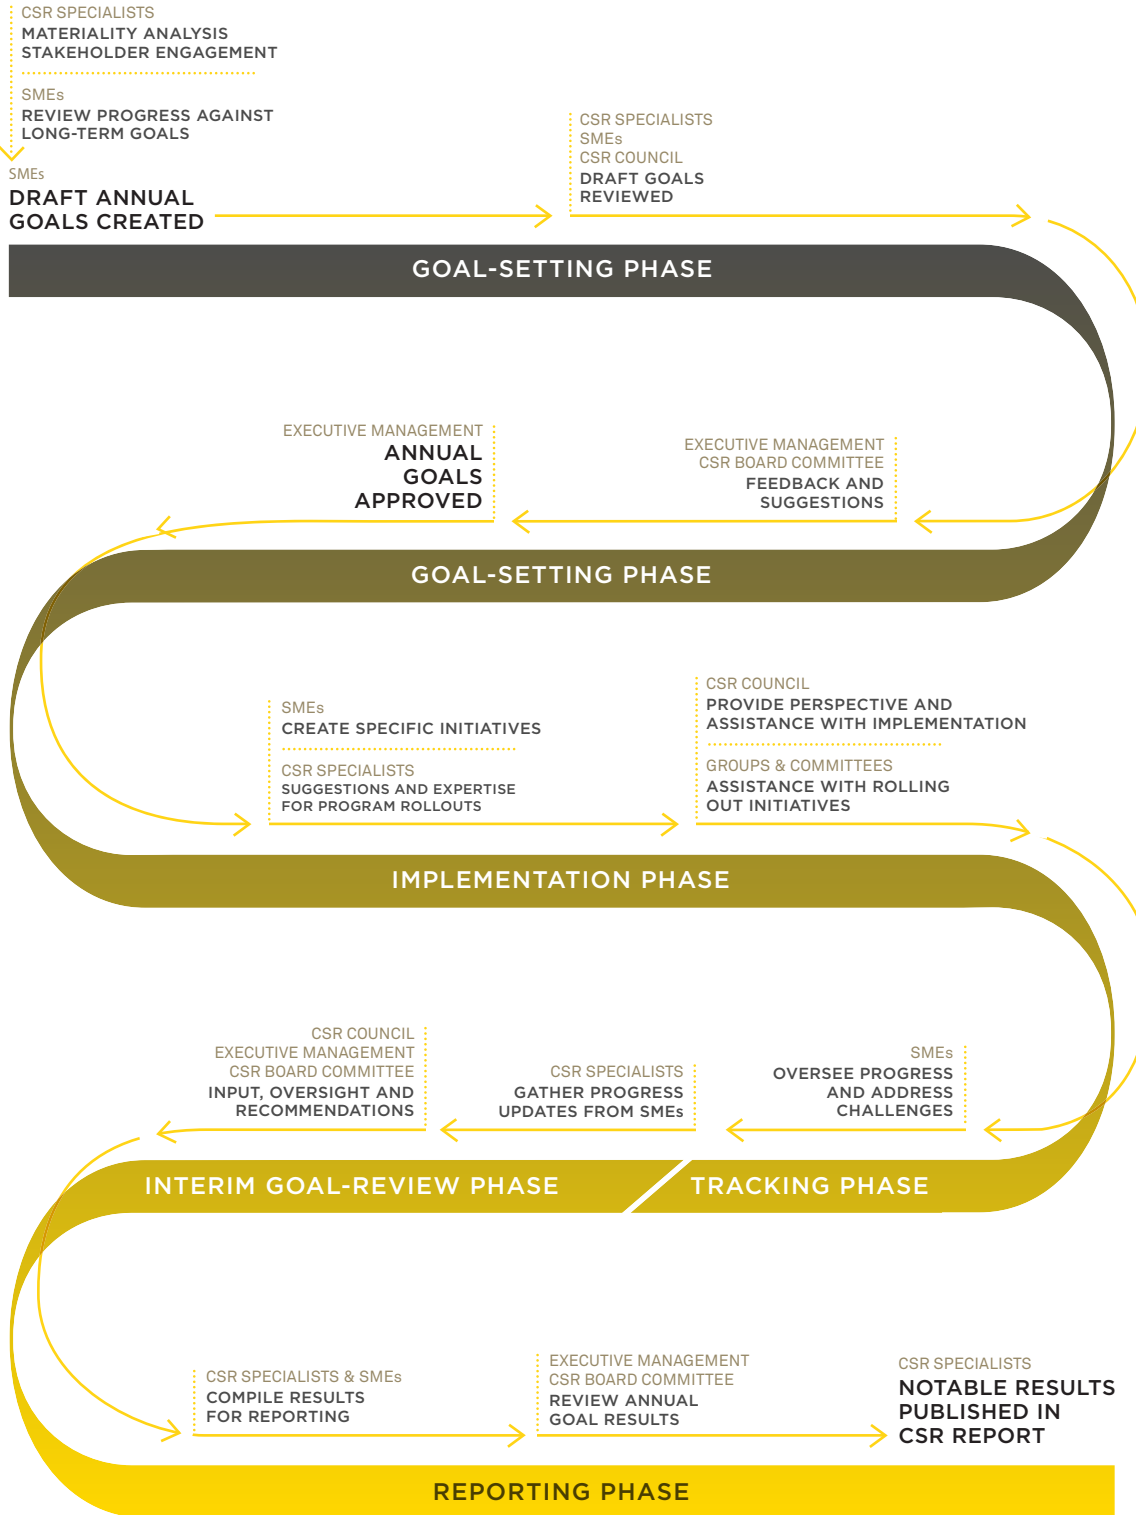 CSR SPECIALISTS
MATERIALITY ANALYSIS
STAKEHOLDER ENGAGEMENT
SMEs
REVIEW PROGRESS AGAINST
LONG-TERM GOALS
SMEs
DRAFT ANNUAL
GOALS CREATED
CSR SPECIALISTS
SMEs
CSR COUNCIL
DRAFT GOALS
REVIEWED
GOAL-SETTING PHASE
EXECUTIVE MANAGEMENT
CSR BOARD COMMITTEE
FEEDBACK AND
SUGGESTIONS
EXECUTIVE MANAGEMENT
ANNUAL
GOALS
APPROVED
GOAL-SETTING PHASE
SMEs
CREATE SPECIFIC INITIATIVES
CSR SPECIALISTS
SUGGESTIONS AND EXPERTISE
FOR PROGRAM ROLLOUTS
CSR COUNCIL
PROVIDE PERSPECTIVE AND
ASSISTANCE WITH IMPLEMENTATION
GROUPS & COMMITTEES
ASSISTANCE WITH ROLLING
OUT INITIATIVES
IMPLEMENTATION PHASE
SMEs
OVERSEE PROGRESS
AND ADDRESS
CHALLENGES
CSR SPECIALISTS
GATHER PROGRESS
UPDATES FROM SMEs
CSR COUNCIL
EXECUTIVE MANAGEMENT
CSR BOARD COMMITTEE
INPUT, OVERSIGHT AND
RECOMMENDATIONS
TRACKING PHASE
INTERIM GOAL-REVIEW PHASE
CSR SPECIALISTS & SMEs
COMPILE RESULTS
FOR REPORTING
EXECUTIVE MANAGEMENT
CSR BOARD COMMITTEE
REVIEW ANNUAL
GOAL RESULTS
CSR SPECIALISTS
NOTABLE RESULTS
PUBLISHED IN
CSR REPORT
REPORTING PHASE